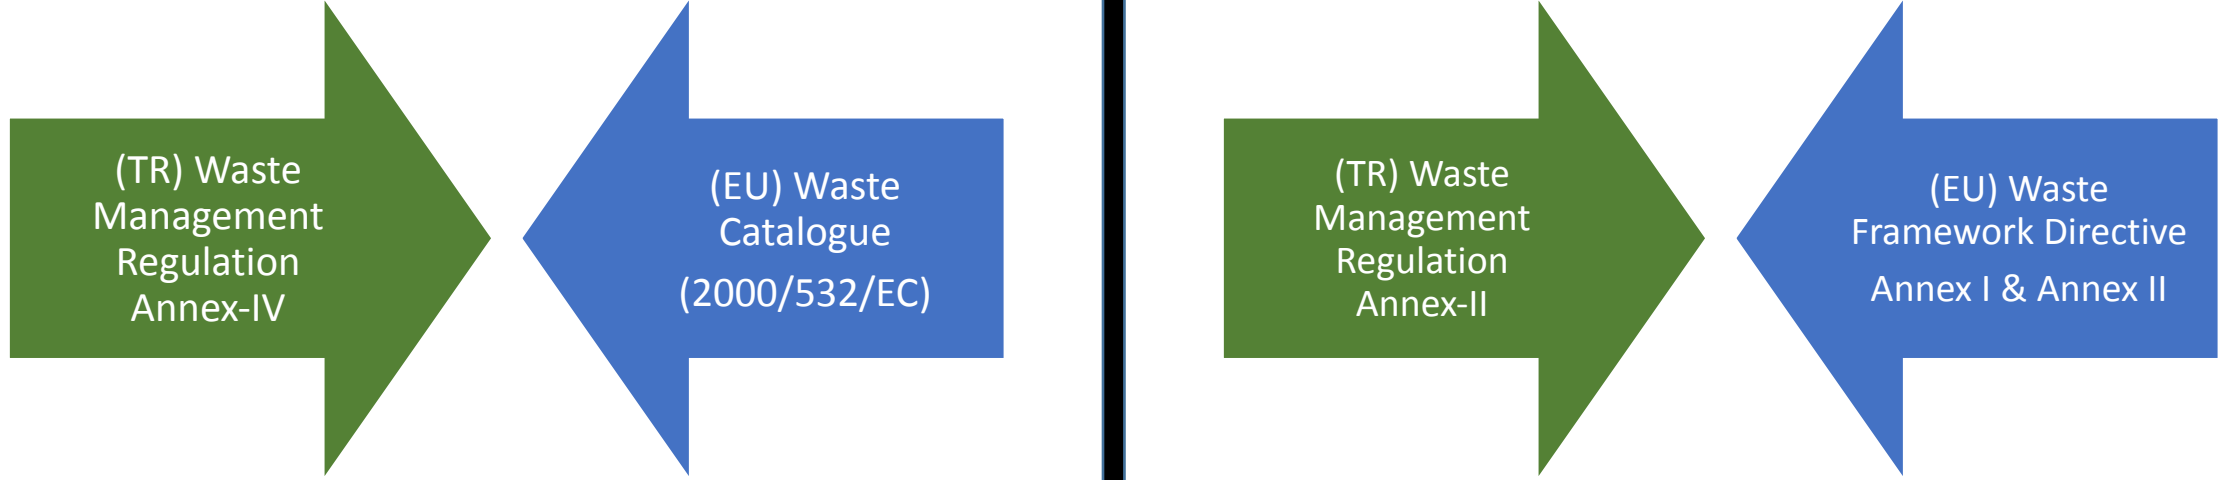 (TR) Waste
Management
Regulation
Annex-IV
(EU) Waste
Catalogue
(2000/532/EC)
(TR) Waste
Management
Regulation
Annex-II
(EU) Waste
Framework Directive
Annex I & Annex II